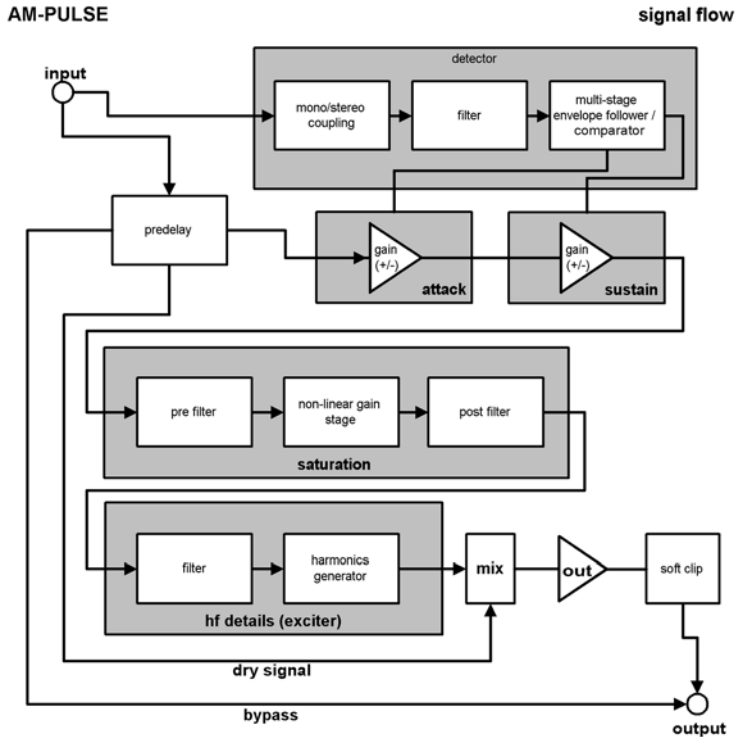 AM-PULSE
signal flow
input
detector
mono/stereo
coupling
filter
multi-stage
envelope follower /
comparator
predelay
gain
(+/-)
attack
gain
(+/-)
sustain
pre filter
non-linear gain
stage
post filter
saturation
filter
harmonics
generator
hf details (exciter)
mix
out
soft clip
dry signal
bypass
output